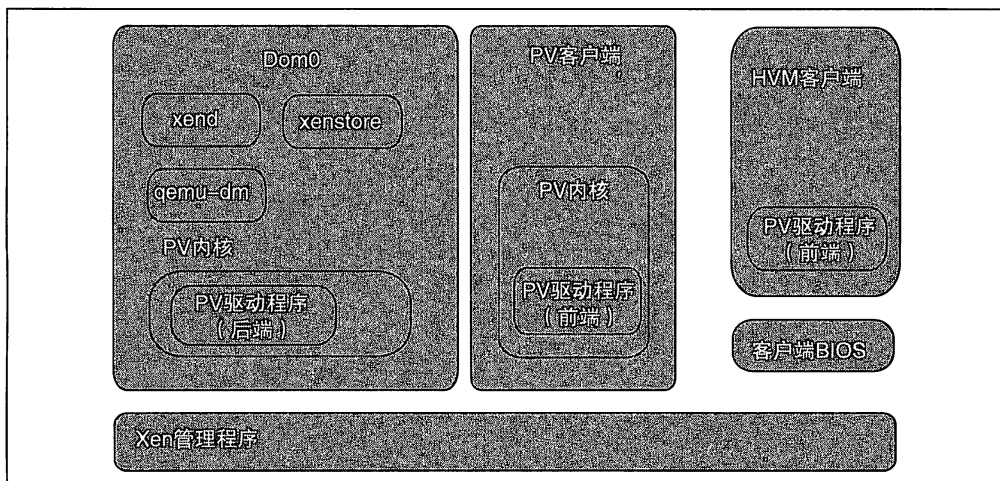 Dom0
xend
xenstore
qemu-dm
PV内核
PV驱动程序
（后端）
PV客户端
PV内核
PV驱动程序
（前端）
HVM客户端
PV驱动程序
（前端）
客户端BIOS
Xen管理程序